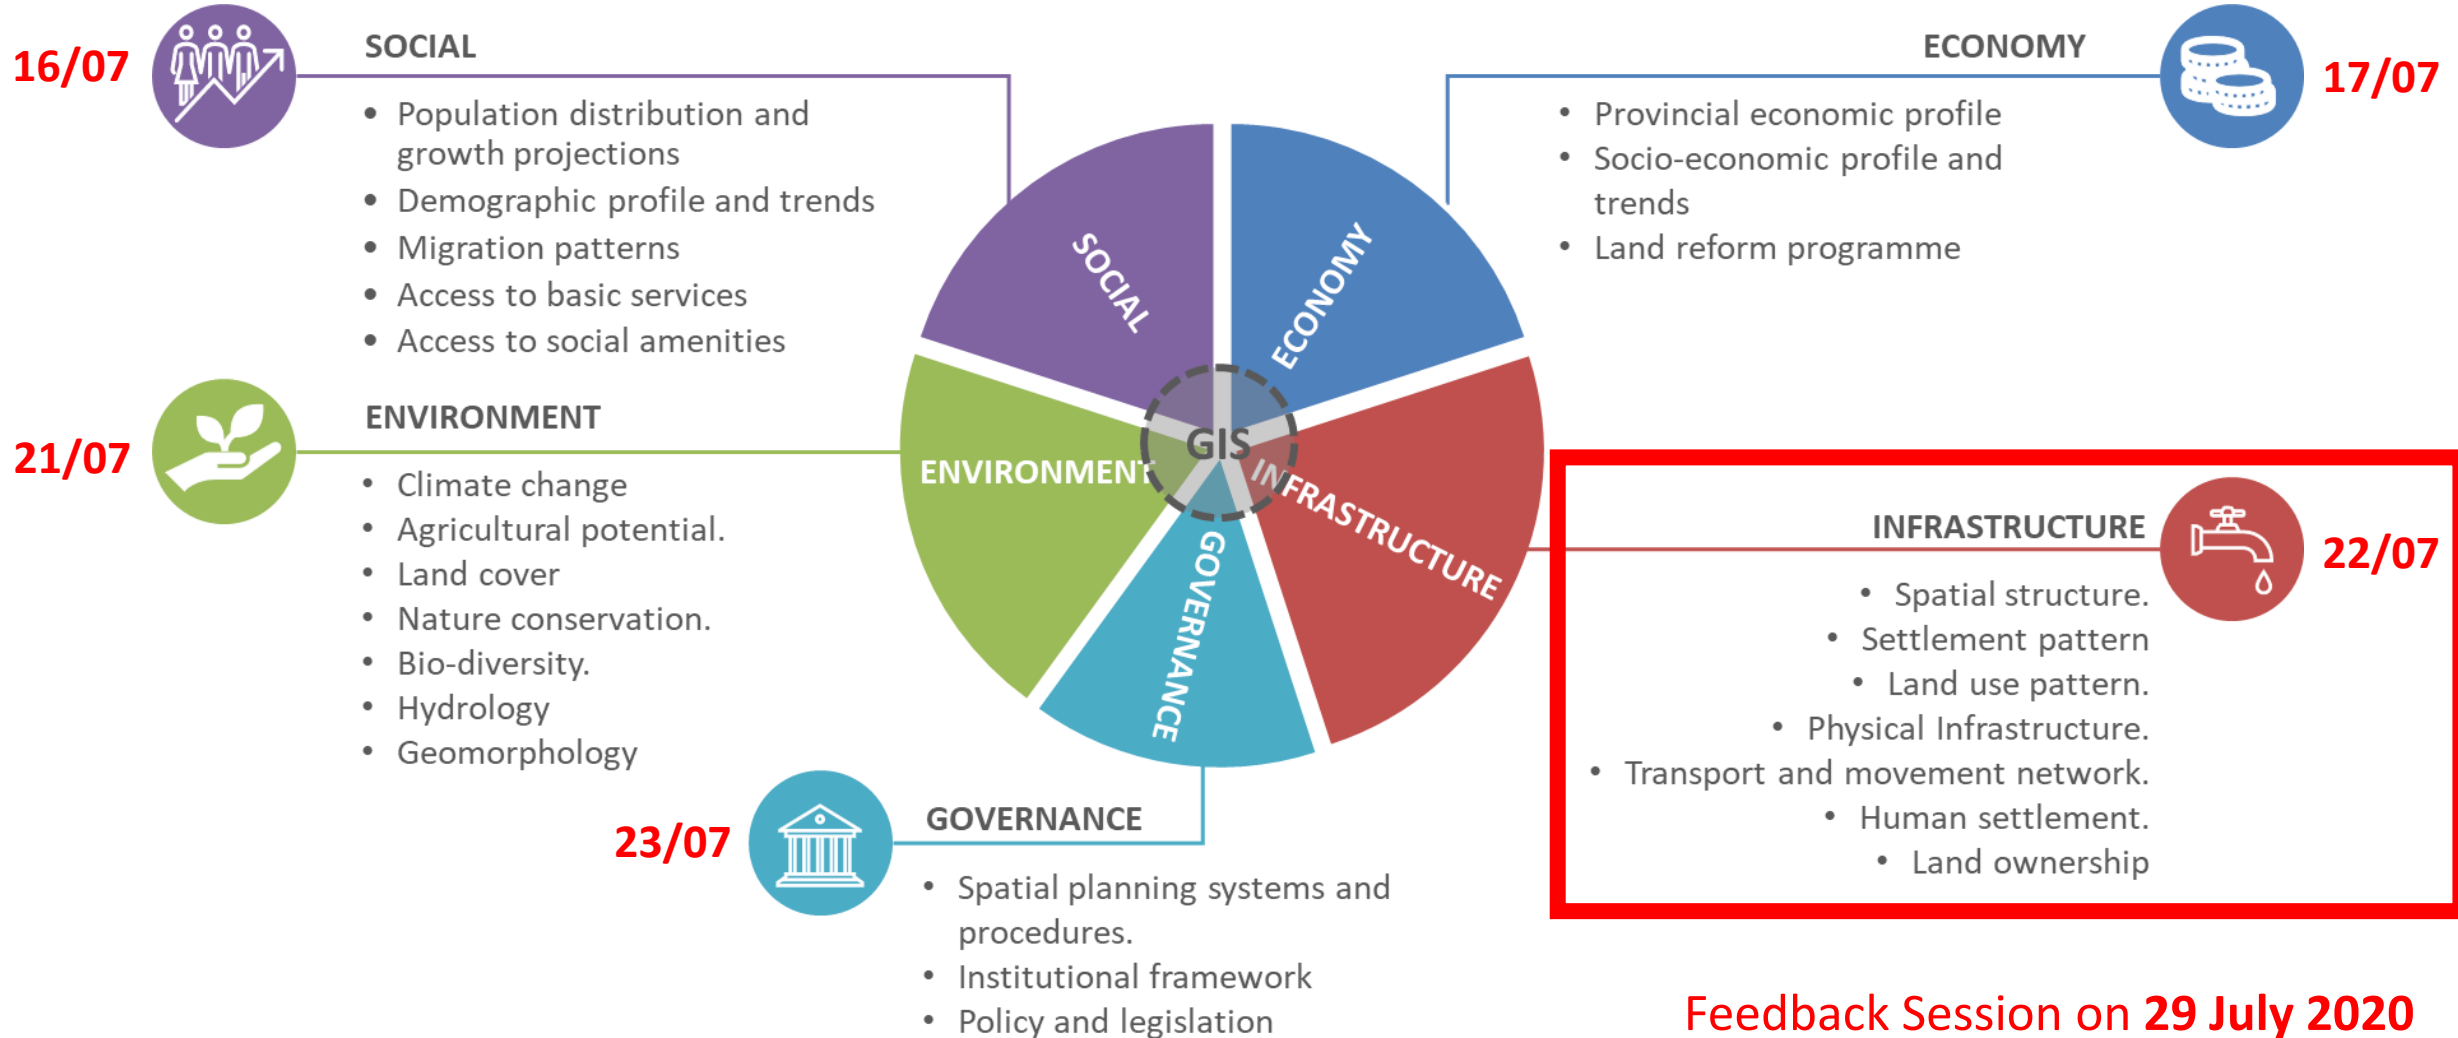 16/07
SOCIAL
• Population distribution and
growth projections
• Demographic profile and trends
• Migration patterns
• Access to basic services
• Access to social amenities
ECONOMY
17/07
• Provincial economic profile
• Socio-economic profile and
trends
• Land reform programme
SOCIAL
ECONOMY
GIS
ENVIRONMENT
INFRASTRUCTURE
GOVERNANCE
21/07
ENVIRONMENT
• Climate change
• Agricultural potential.
• Land cover
• Nature conservation.
• Bio-diversity.
• Hydrology
• Geomorphology
INFRASTRUCTURE
22/07
• Spatial structure.
• Settlement pattern
• Land use pattern.
• Physical Infrastructure.
• Transport and movement network.
• Human settlement.
• Land ownership
23/07
GOVERNANCE
• Spatial planning systems and
procedures.
• Institutional framework
• Policy and legislation
Feedback Session on 29 July 2020